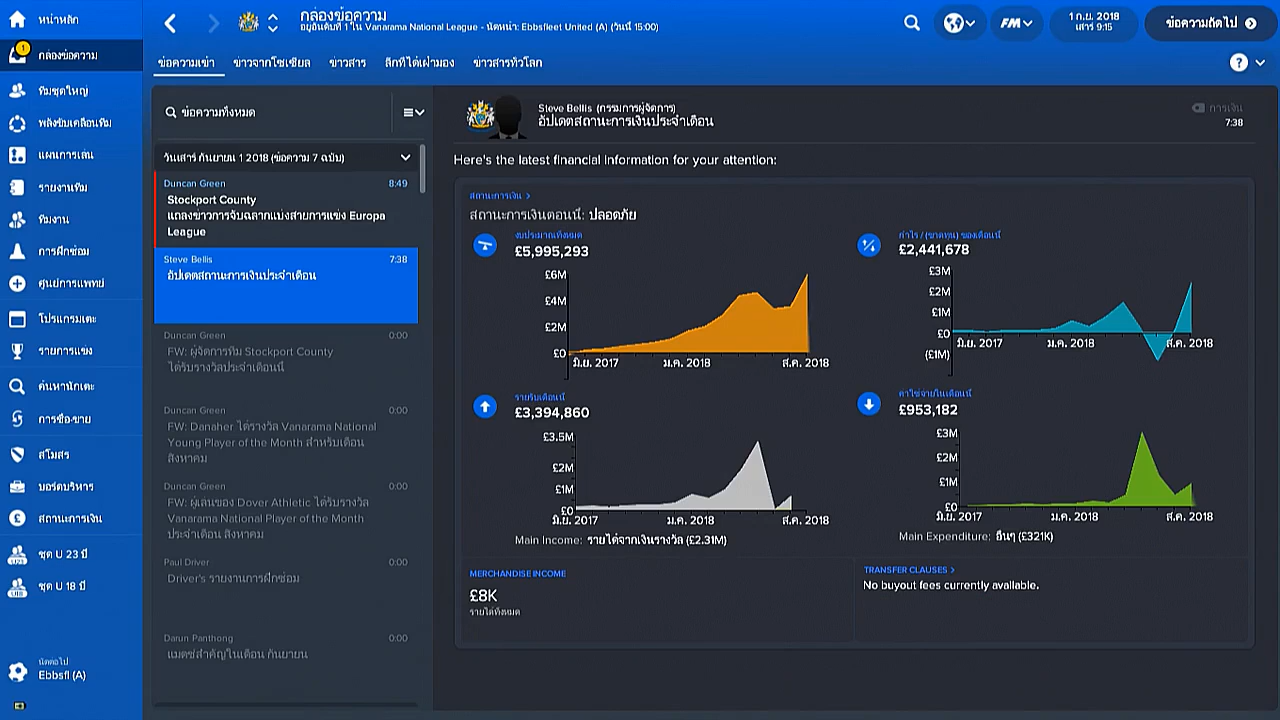 หน้าหลัก
กล่องข้อความ
1
ทีมชุดใหญ่
พลังขับเคลื่อนทีม
แผนการเล่น
รายงานทีม
ทีมงาน
การฝึกซ้อม
ศูนย์การแพทย์
โปรแกรมเตะ
รายการแข่ง
ค้นหานักเตะ
การซื้อ-ขาย
สโมสร
บอร์ดบริหาร
สถานะการเงิน
ชุด U 23 ปี
ชุด U 18 ปี
นัดต่อไป
Ebbsfl (A)
กล่องข้อความ
อยู่อันดับที่ 1 ใน Vanarama National League - นัดหน้า: Ebbsfleet United (A) (วันนี้ 15:00)
FM
1 ก.ย. 2018
เสาร์ 9:15
ข้อความถัดไป
ข้อความเข้า
ข่าวจากโซเชียล
ข่าวสาร
ลีกที่ได้เฝ้ามอง
ข่าวสารทั่วโลก
?
ข้อความทั้งหมด
วันเสาร์ กันยายน 1 2018 (ข้อความ 7 ฉบับ)
Duncan Green 8:49
Stockport County
แถลงข่าวการจับฉลากแบ่งสายการแข่ง Europa
League
Steve Bellis 7:38
อัปเดตสถานะการเงินประจำเดือน
Duncan Green 0:00
FW: ผู้จัดการทีม Stockport County
ได้รับรางวัลประจำเดือนนี้
Duncan Green 0:00
FW: Danaher ได้รางวัล Vanarama National
Young Player of the Month สำหรับเดือน
สิงหาคม
Duncan Green 0:00
FW: ผู้เล่นของ Dover Athletic ได้รับรางวัล
Vanarama National Player of the Month
ประจำเดือน สิงหาคม
Paul Driver 0:00
Driver's รายงานการฝึกซ้อม
Darun Panthong 0:00
แมตช์สำคัญในเดือน กันยายน
Steve Bellis (กรรมการผู้จัดการ)
อัปเดตสถานะการเงินประจำเดือน
การเงิน
7:38
Here's the latest financial information for your attention:
สถานะการเงิน >
สถานะการเงินตอนนี้: ปลอดภัย
งบประมาณทั้งหมด
£5,995,293
£6M
£4M
£2M
£0
มิ.ย. 2017 ม.ค. 2018 ส.ค. 2018
กำไร / (ขาดทุน) ของเดือนนี้
£2,441,678
£3M
£2M
£1M
£0
(£1M)
มิ.ย. 2017 ม.ค. 2018 ส.ค. 2018
รายรับเดือนนี้
£3,394,860
£3.5M
£2M
£1M
£0
มิ.ย. 2017 ม.ค. 2018 ส.ค. 2018
Main Income: รายได้จากเงินรางวัล (£2.31M)
ค่าใช้จ่ายในเดือนนี้
£953,182
£3M
£2M
£1M
£0
มิ.ย. 2017 ม.ค. 2018 ส.ค. 2018
Main Expenditure: อื่นๆ (£321K)
MERCHANDISE INCOME
£8K
รายได้ทั้งหมด
TRANSFER CLAUSES >
No buyout fees currently available.